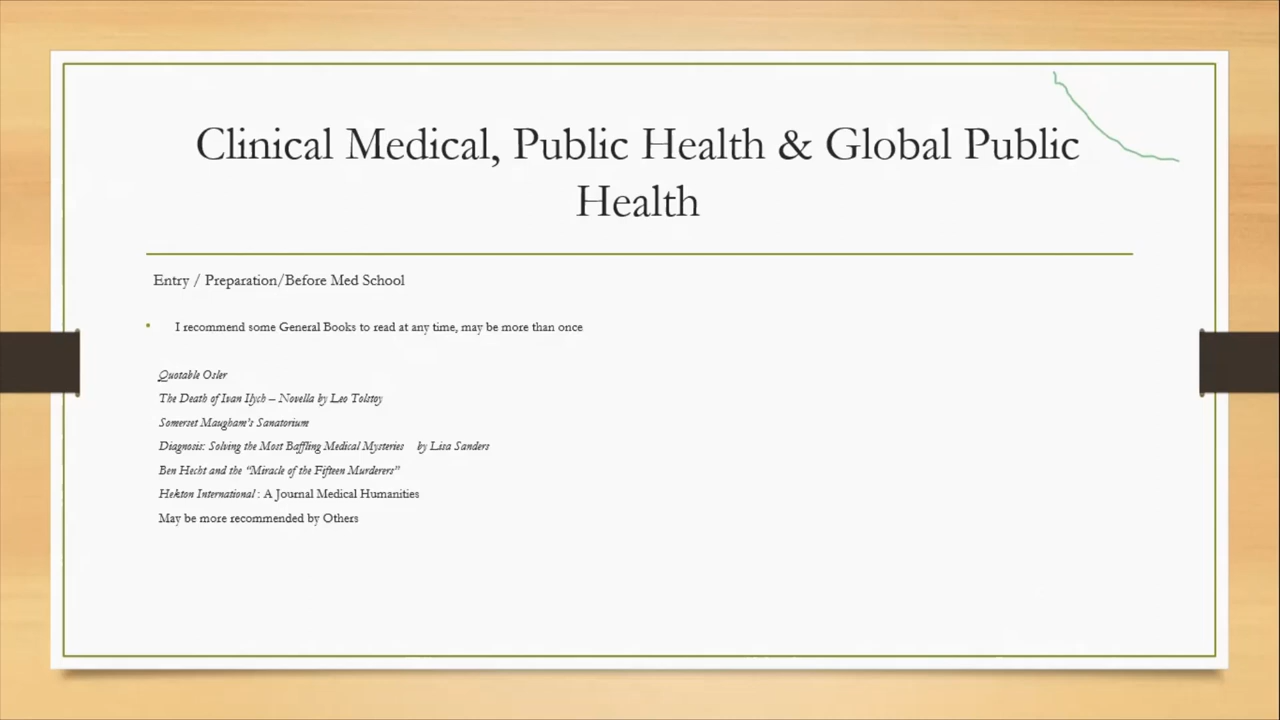 Clinical Medical, Public Health & Global Public
Health
Entry / Preparation/Before Med School
• I recommend some General Books to read at any time, may be more than once
Quotable Osler
The Death of Ivan Ilych – Novella by Leo Tolstoy
Somerset Maugham's Sanatorium
Diagnosis: Solving the Most Baffling Medical Mysteries by Lisa Sanders
Ben Hecht and the “Miracle of the Fifteen Murderers”
Hekton International : A Journal Medical Humanities
May be more recommended by Others